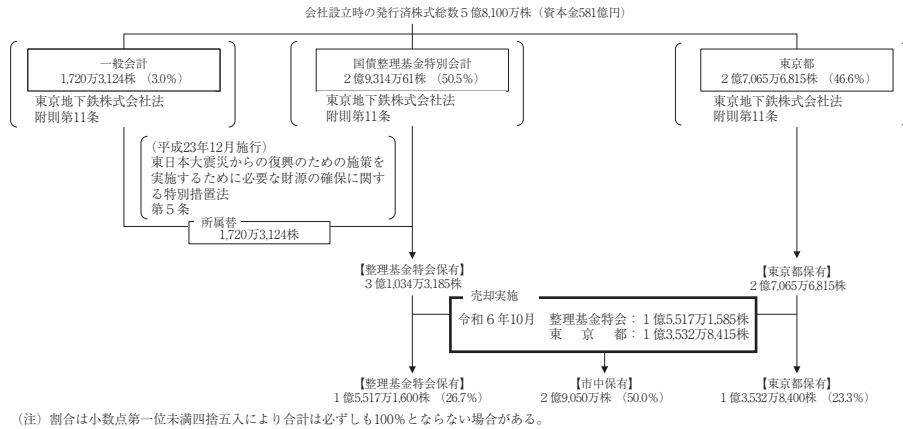 会社設立時の発行済株式総数5億8,100万株（資本金581億円）
一般会計
1,720万3,124株 （3.0％）
東京地下鉄株式会社法
附則第11条
国債整理基金特別会計
2億9,314万61株（50.5％）
東京地下鉄株式会社法
附則第11条
東京都
2億7,065万6,815株 （46.6％）
東京地下鉄株式会社法
附則第11条
（平成23年12月施行）
東日本大震災からの復興のための施策を
実施するために必要な財源の確保に関す
る特別措置法
第５条
所属替
1,720万3,124株
【整理基金特会保有】
3億1,034万3,185株
【東京都保有】
2億7,065万6,815株
売却実施
令和６年10月 整理基金特会：１億5,517万1,585株
東京都：１億3,532万8,415株
【整理基金特会保有】
1億5,517万1,600株 （26.7％）
【市中保有】
2億9,050万株（50.0％）
【東京都保有】
1億3,532万8,400株（23.3％）
（注）割合は小数点第一位未満四捨五入により合計は必ずしも100％とならない場合がある。